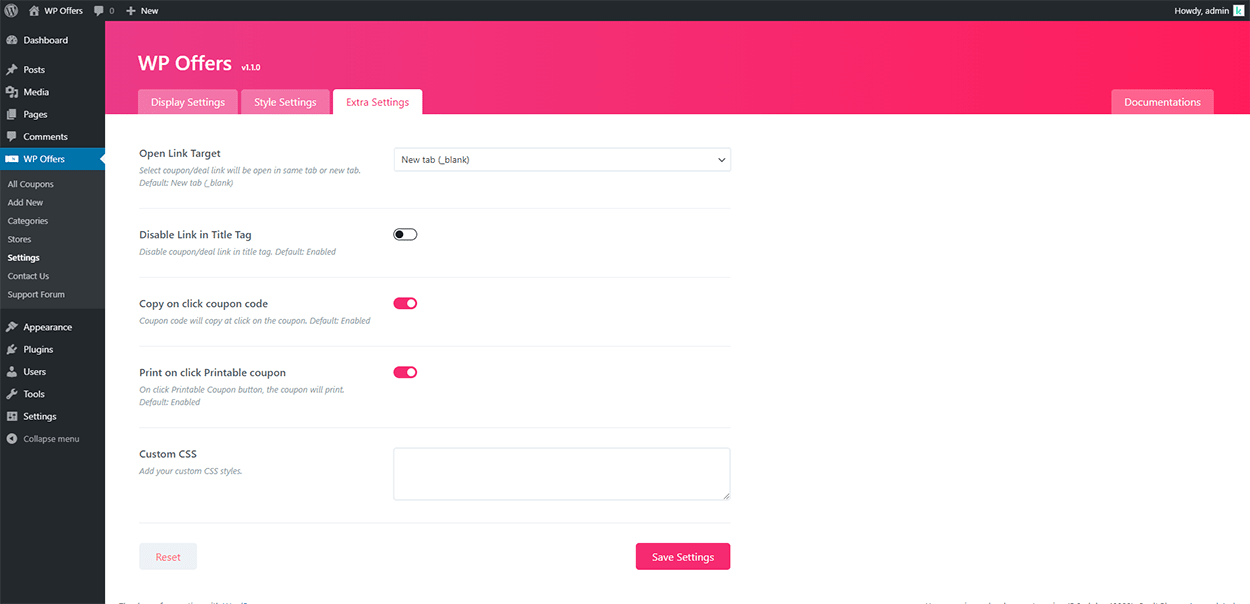 WP Offers
0
New
Howdy, admin
Dashboard
Posts
Media
Pages
Comments
WP Offers
All Coupons
Add New
Categories
Stores
Settings
Contact Us
Support Forum
Appearance
Plugins
Users
Tools
Settings
Collapse menu
WP Offers v1.1.0
Display Settings
Style Settings
Extra Settings
Documentations
Open Link Target
Select coupon/deal link will be open in same tab or new tab.
Default: New tab (_blank)
New tab (_blank)
Disable Link in Title Tag
Disable coupon/deal link in title tag. Default: Enabled
Copy on click coupon code
Coupon code will copy at click on the coupon. Default: Enabled
Print on click Printable coupon
On click Printable Coupon button, the coupon will print.
Default: Enabled
Custom CSS
Add your custom CSS styles.
Reset
Save Settings